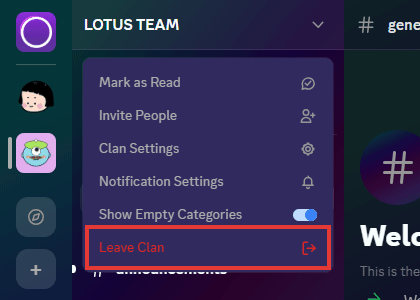 LOTUS TEAM
# gene
Mark as Read
Invite People
Clan Settings
Notification Settings
Show Empty Categories
Leave Clan
# announcements
Welc
This is the